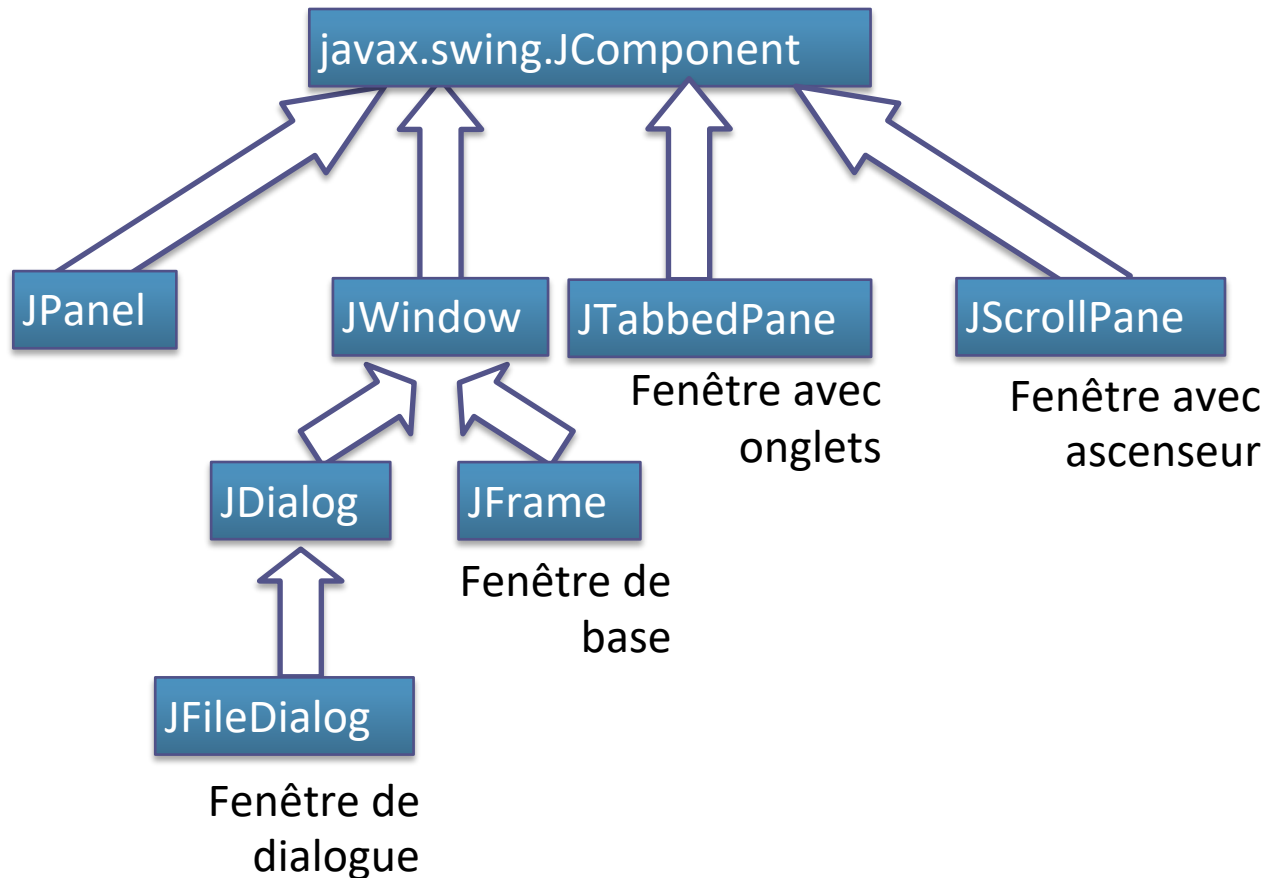 javax.swing.JComponent
JPanel
JWindow
JTabbedPane
JScrollPane
Fenêtre avec
onglets
Fenêtre avec
ascenseur
JDialog
JFrame
Fenêtre de
base
JFileDialog
Fenêtre de
dialogue